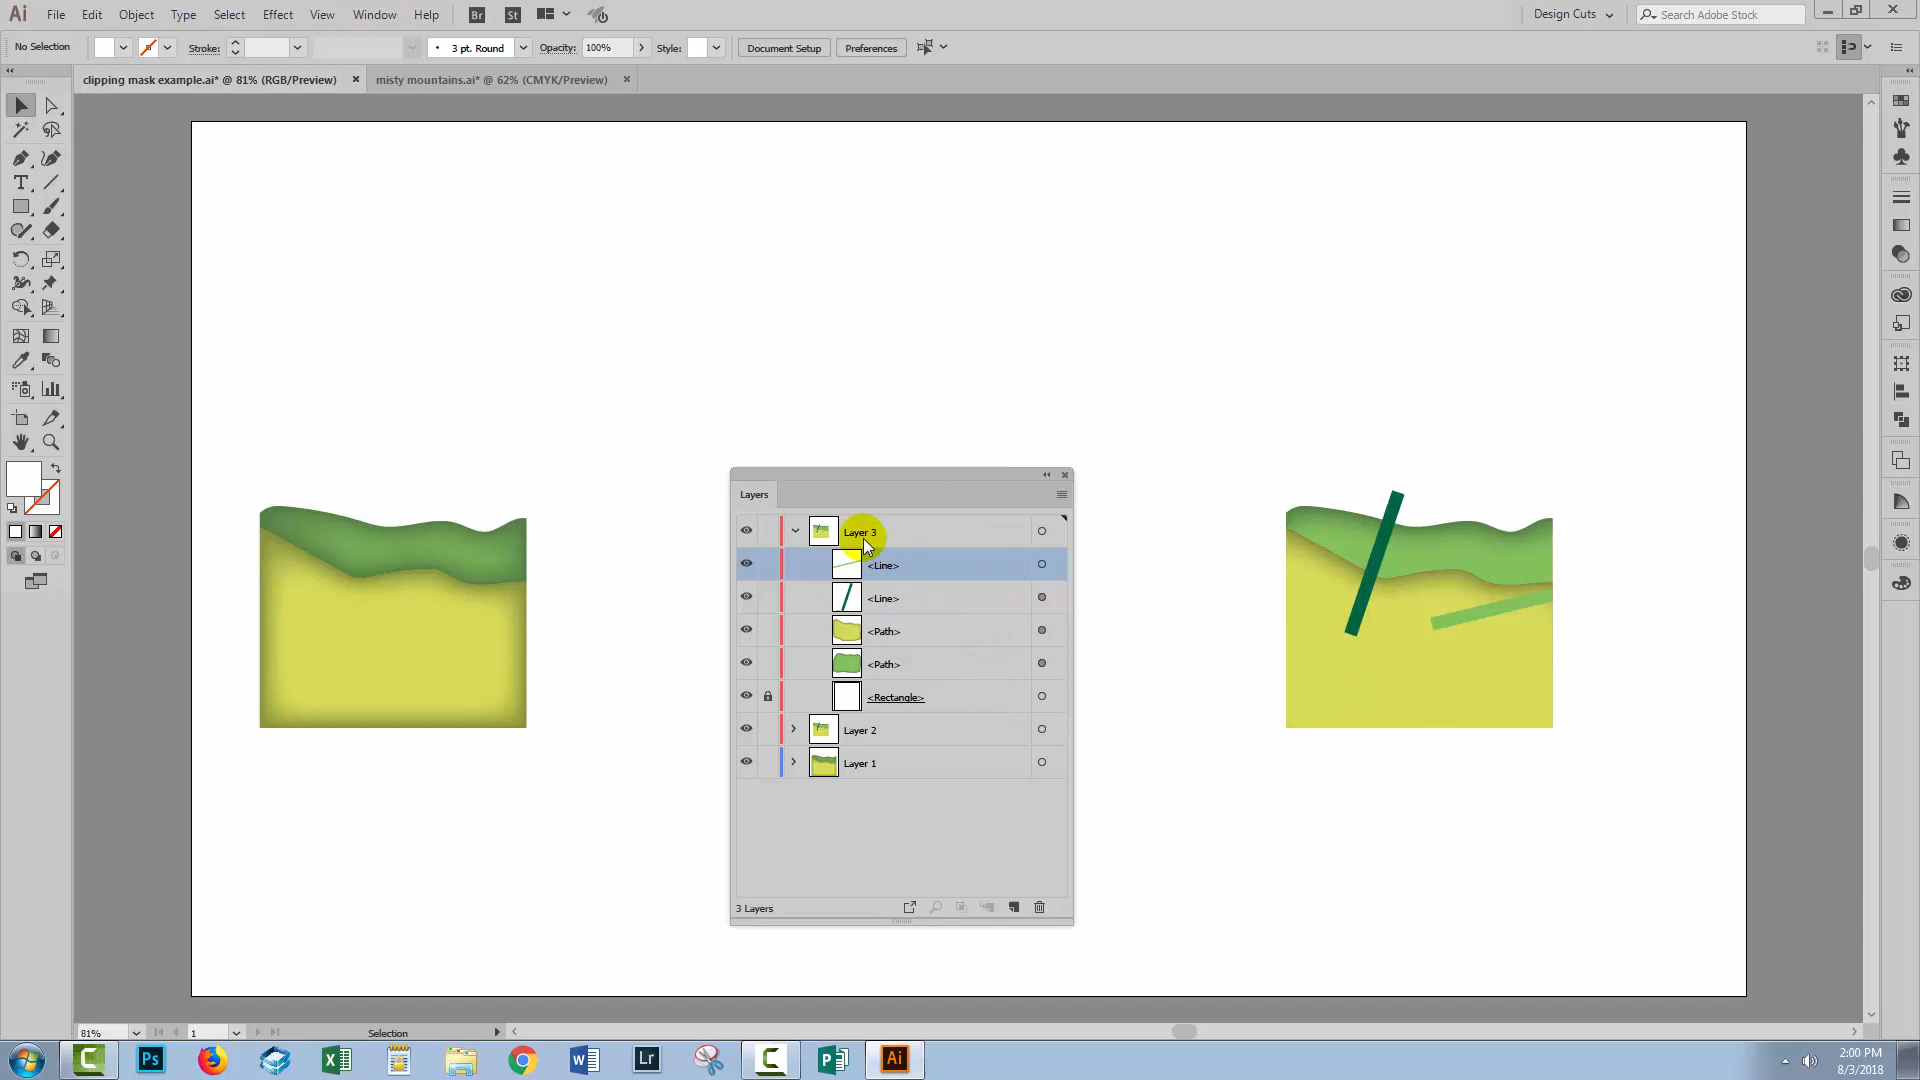 Ai File Edit Object Type Select Effect View Window Help Br St Design Cuts Search Adobe Stock
No Selection Stroke: 3 pt. Round Opacity: 100% Style: Document Setup Preferences
clipping mask example.ai* @ 81% (RGB/Preview) × misty mountains.ai* @ 62% (CMYK/Preview) ×
T
Layers
Layer 3
<Line>
<Line>
<Path>
<Path>
<Rectangle>
Layer 2
Layer 1
3 Layers
81% 1 Selection
C Ps X W Lr C P Ai
2:00 PM
8/3/2018